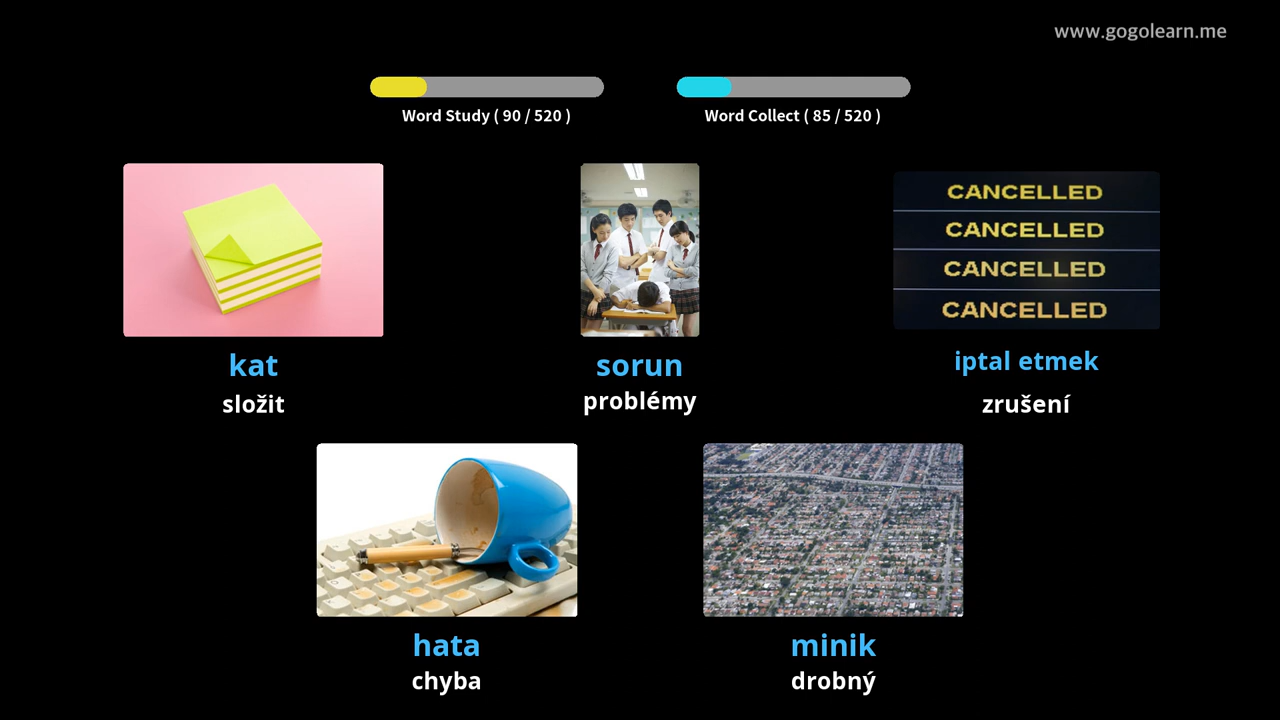 www.gogolearn.me
Word Study ( 90 / 520 )
Word Collect ( 85 / 520 )
CANCELLED
CANCELLED
CANCELLED
CANCELLED
kat
složit
sorun
problémy
iptal etmek
zrušení
hata
chyba
minik
drobný